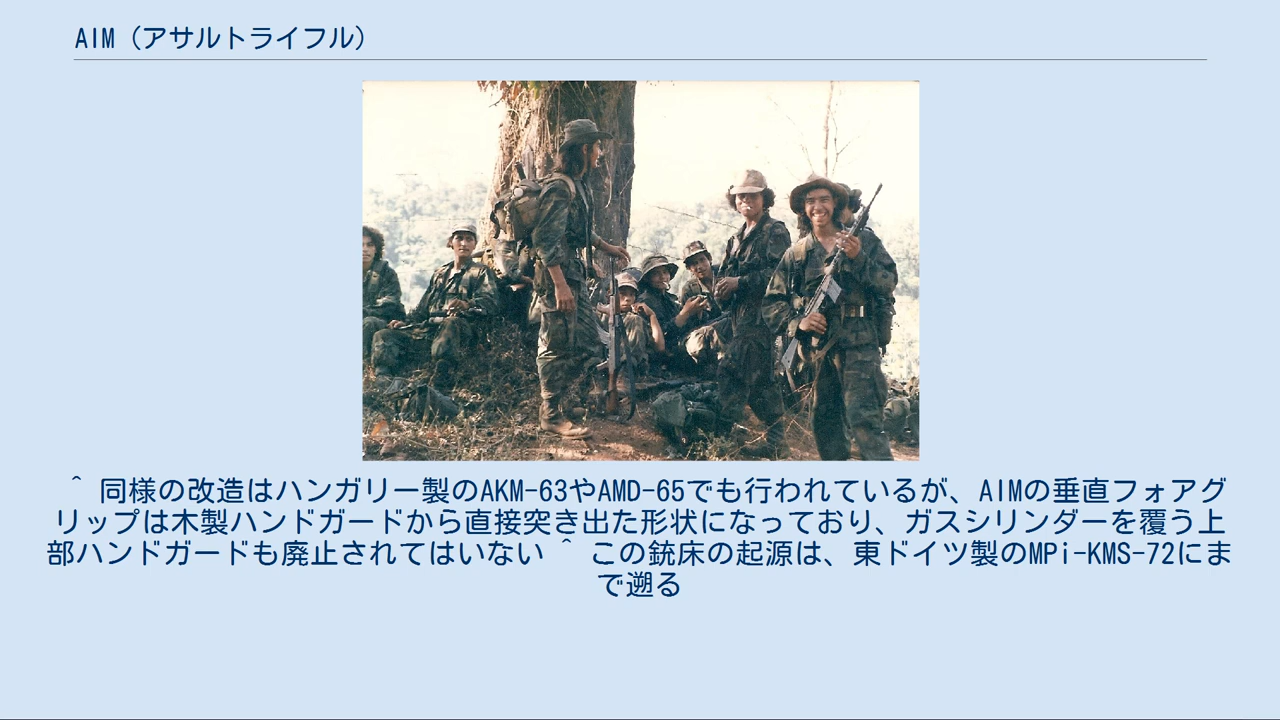 AIM（アサルトライフル）
^ 同様の改造はハンガリー製のAKM-63やAMD-65でも行われているが、AIMの垂直フォアグ
リップは木製ハンドガードから直接突き出た形状になっており、ガスシリンダーを覆う上
部ハンドガードも廃止されてはいない ^ この銃床の起源は、東ドイツ製のMPi-KMS-72にま
で遡る